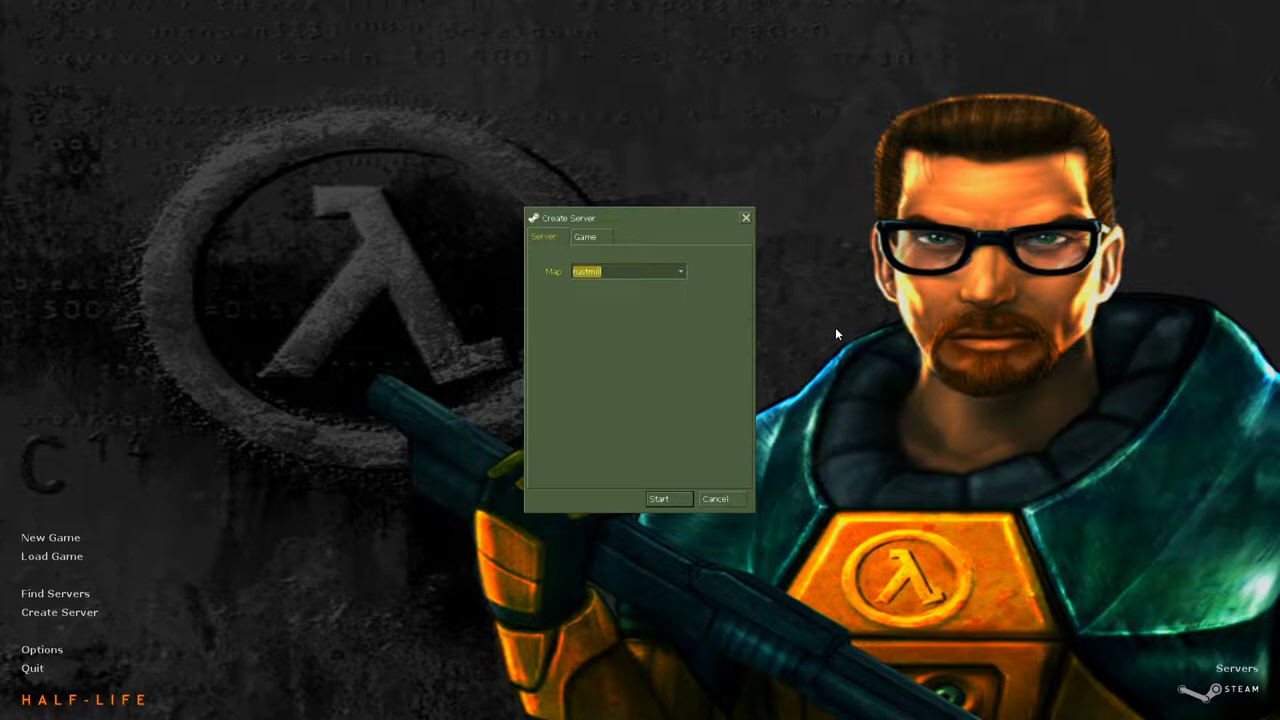 Create Server
Server
Game
Map
rustmill
Start
Cancel
C 14
New Game
Load Game
Find Servers
Create Server
Options
Quit
HALF-LIFE
Servers
STEAM